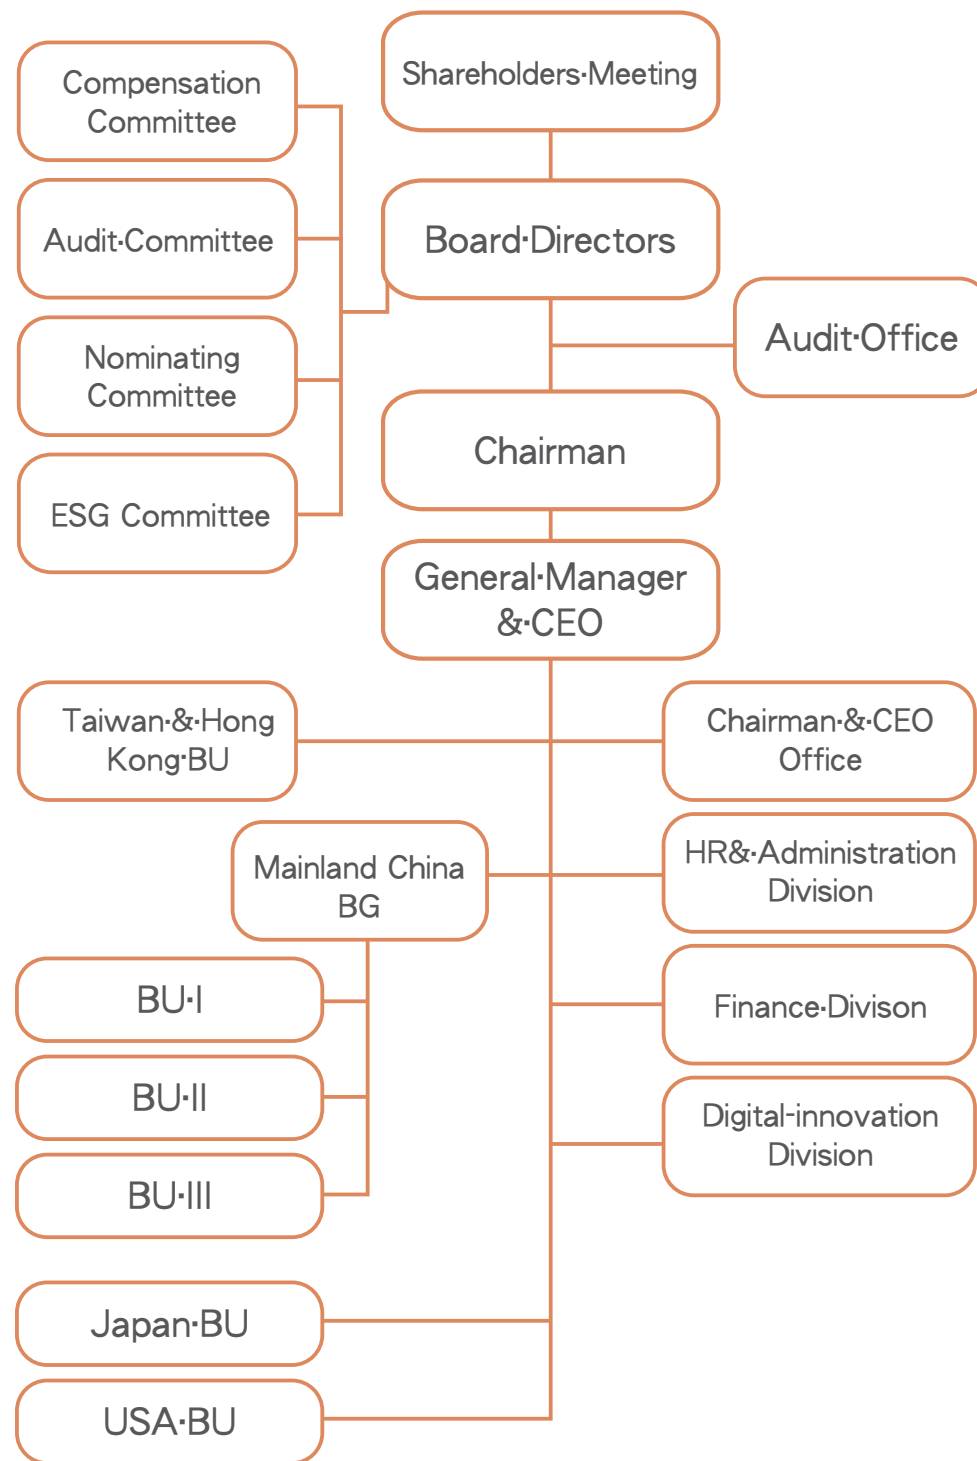 Shareholders·Meeting
Compensation
Committee
Audit·Committee
Nominating
Committee
ESG Committee
Board·Directors
Audit·Office
Chairman
General·Manager
&·CEO
Taiwan·&·Hong
Kong·BU
Chairman·&·CEO
Office
Mainland China
BG
HR&·Administration
Division
BU·I
BU·II
BU·III
Finance·Divison
Digital-innovation
Division
Japan·BU
USA·BU